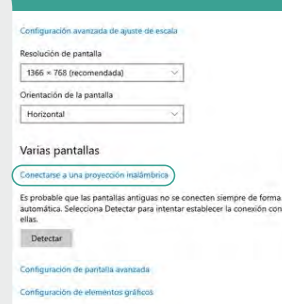 Configuración avanzada de ajuste de escala
Resolución de pantalla
1366 × 768 (recomendada)
Orientación de la pantalla
Horizontal
Varias pantallas
Conectarse a una proyección inalámbrica
Es probable que las pantallas antiguas no se conecten siempre de forma
automática. Selecciona Detectar para intentar establecer la conexión con
ellas.
Detectar
Configuración de pantalla avanzada
Configuración de elementos gráficos